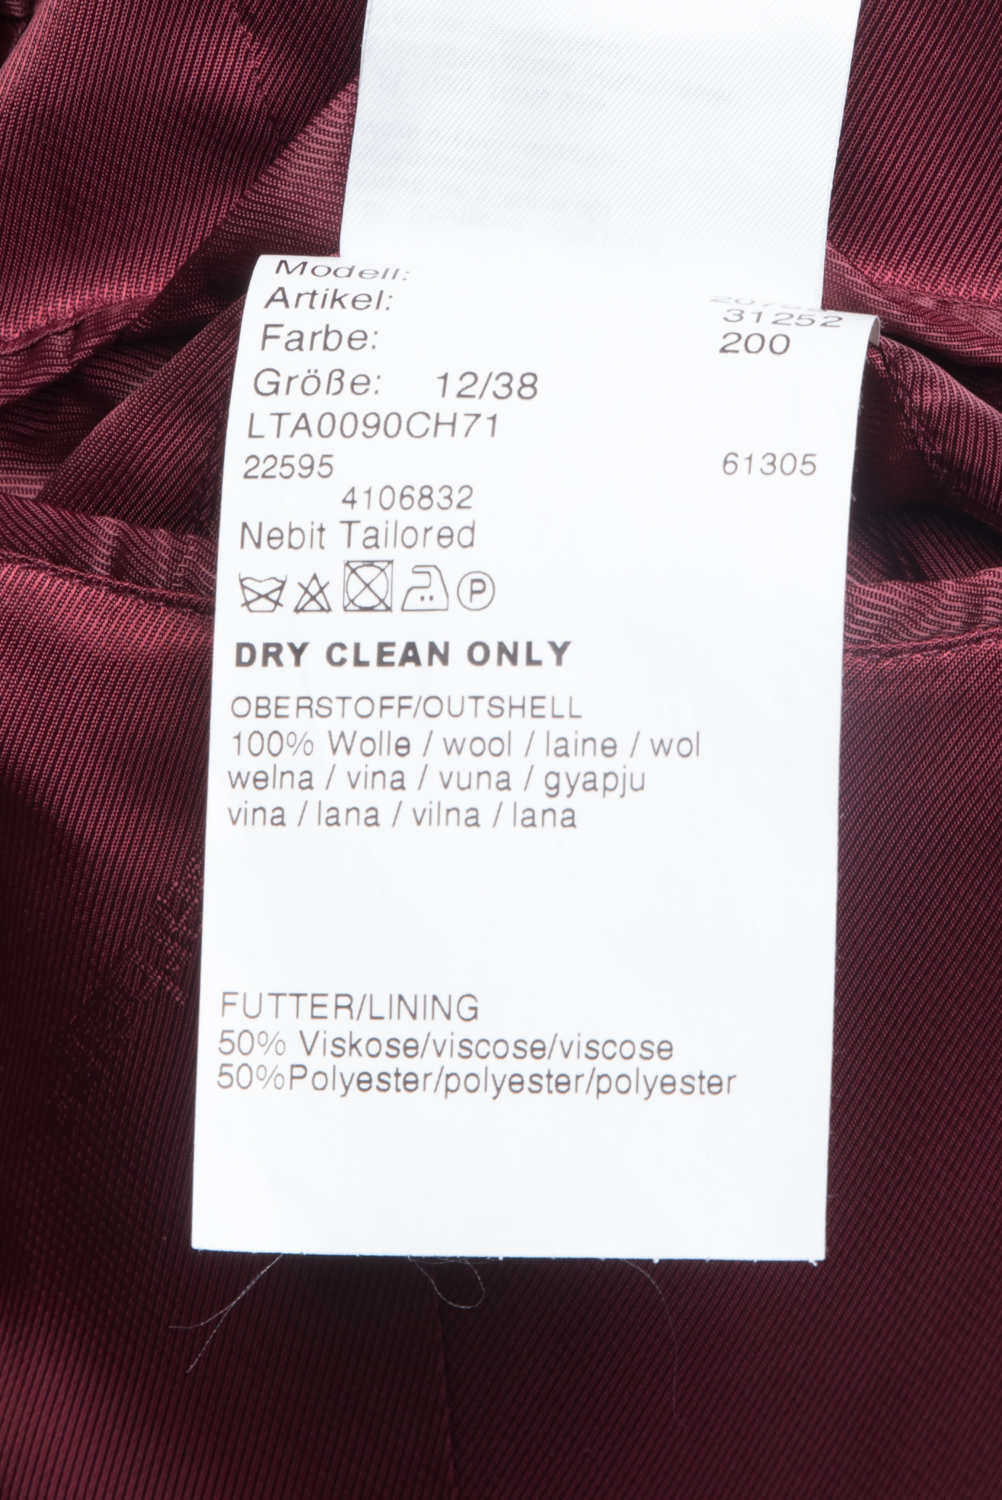 Modell:
Artikel: 31252
Farbe: 200
Größe: 12/38
LTA0090CH71
22595 61305
4106832
Nebit Tailored
P
DRY CLEAN ONLY
OBERSTOFF/OUTSHELL
100% Wolle / wool / laine / wol
welna / vina / vuna / gyapju
vina / lana / vilna / lana
FUTTER/LINING
50% Viskose/viscose/viscose
50%Polyester/polyester/polyester